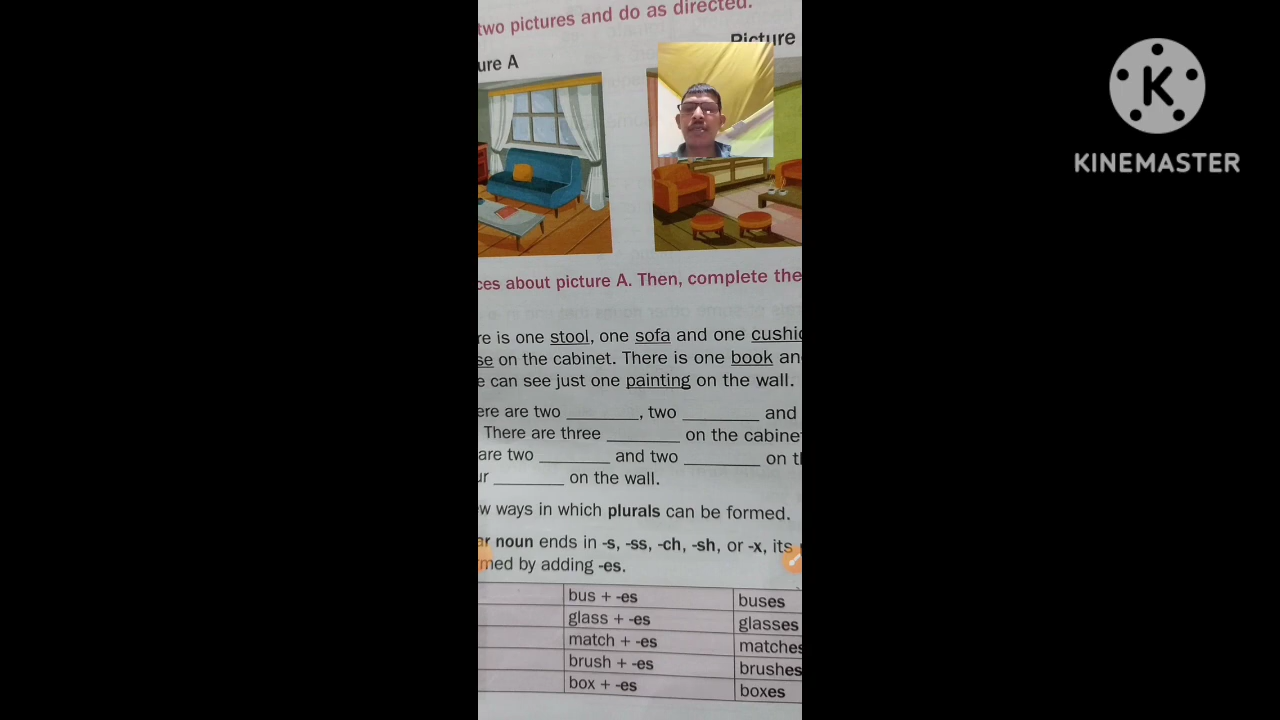 two pictures and do as directed.
ure A
Picture
ces about picture A. Then, complete the
re is one stool, one sofa and one cushio
se on the cabinet. There is one book an
e can see just one painting on the wall.
ere are two ________, two _________ and
There are three ________ on the cabine
are two ________ and two _________ on th
ur ________ on the wall.
w ways in which plurals can be formed.
ar noun ends in -s, -ss, -ch, -sh, or -x, its
med by adding -es.
bus + -es buses
glass + -es glasses
match + -es matches
brush + -es brushes
box + -es boxes
K
KINEMASTER